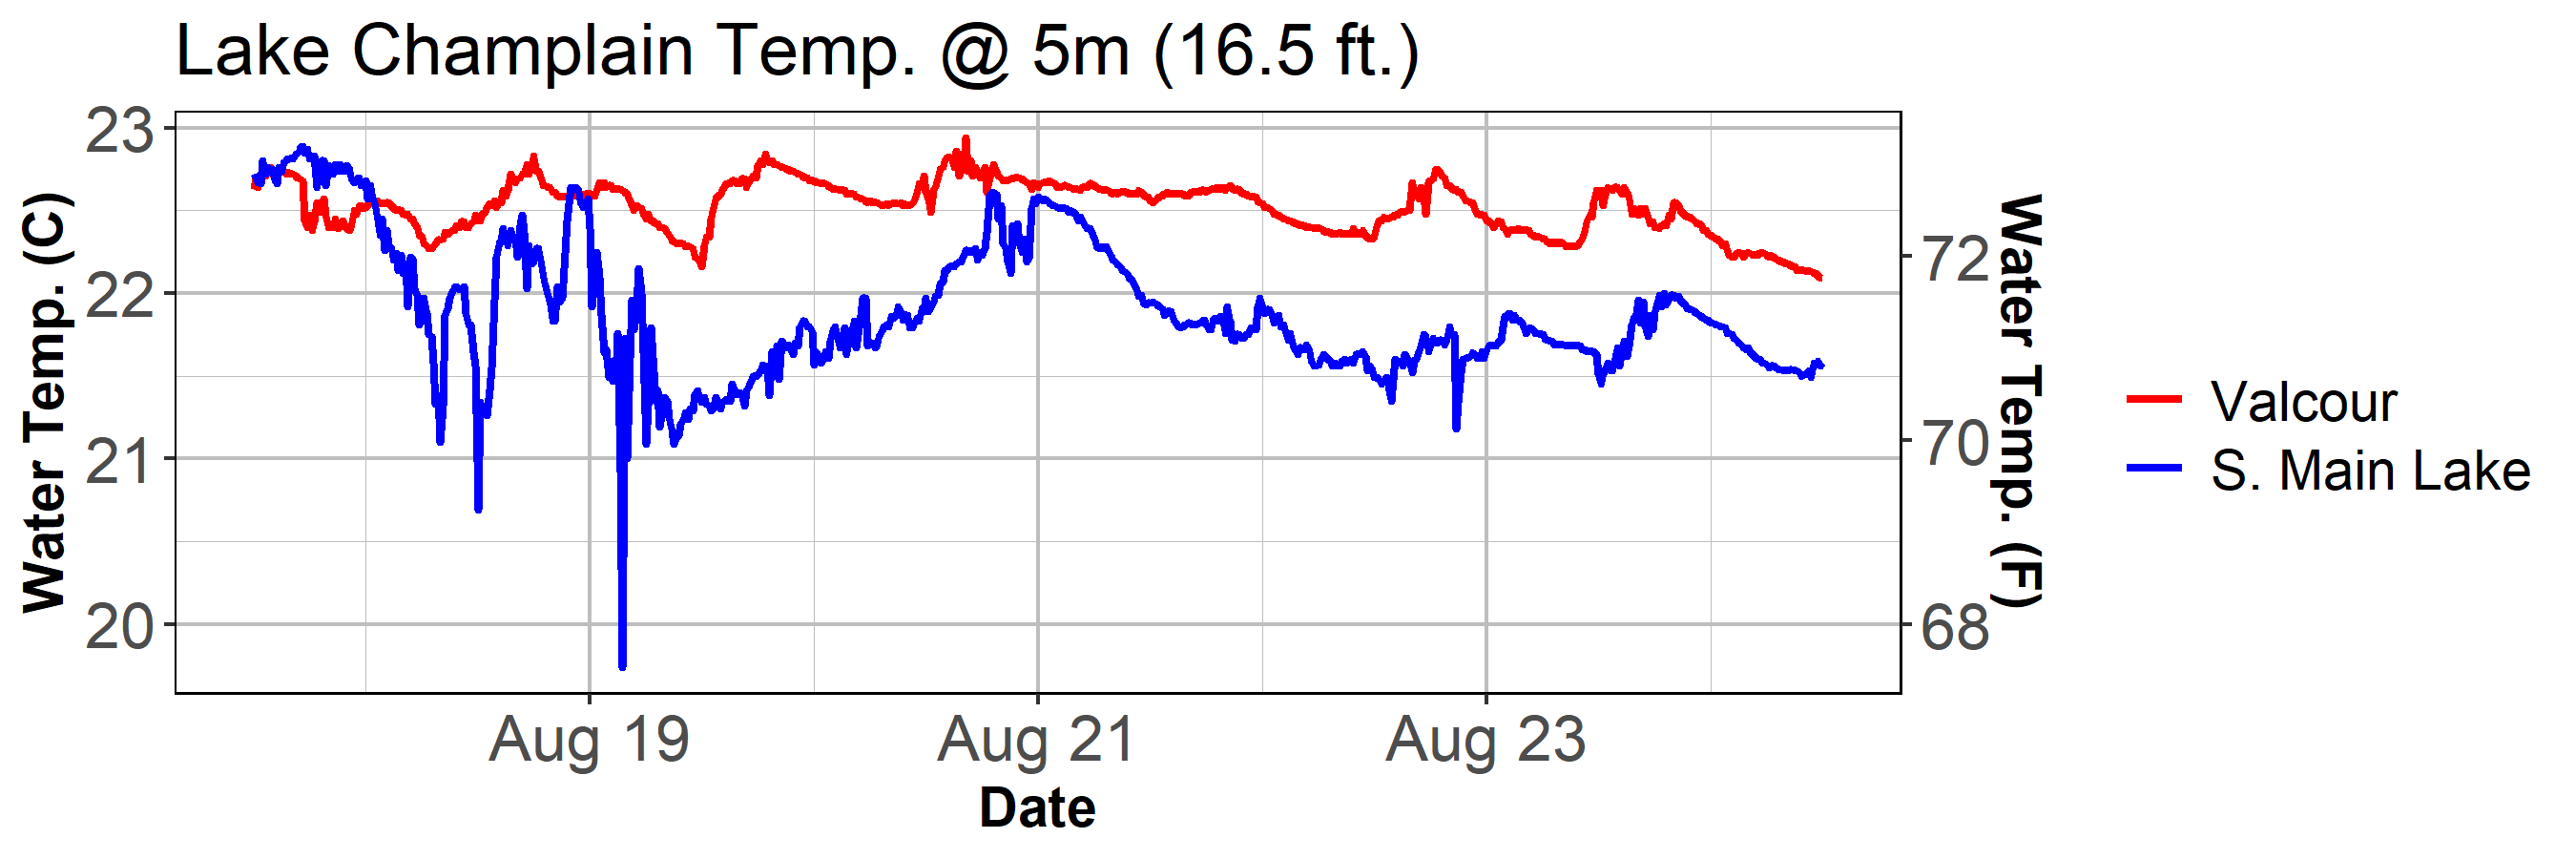 Lake Champlain Temp. @ 5m (16.5 ft.)
Water Temp. (C)
23
22
21
20
72
70
68
Water Temp. (F)
Aug 19
Aug 21
Aug 23
Date
Valcour
S. Main Lake